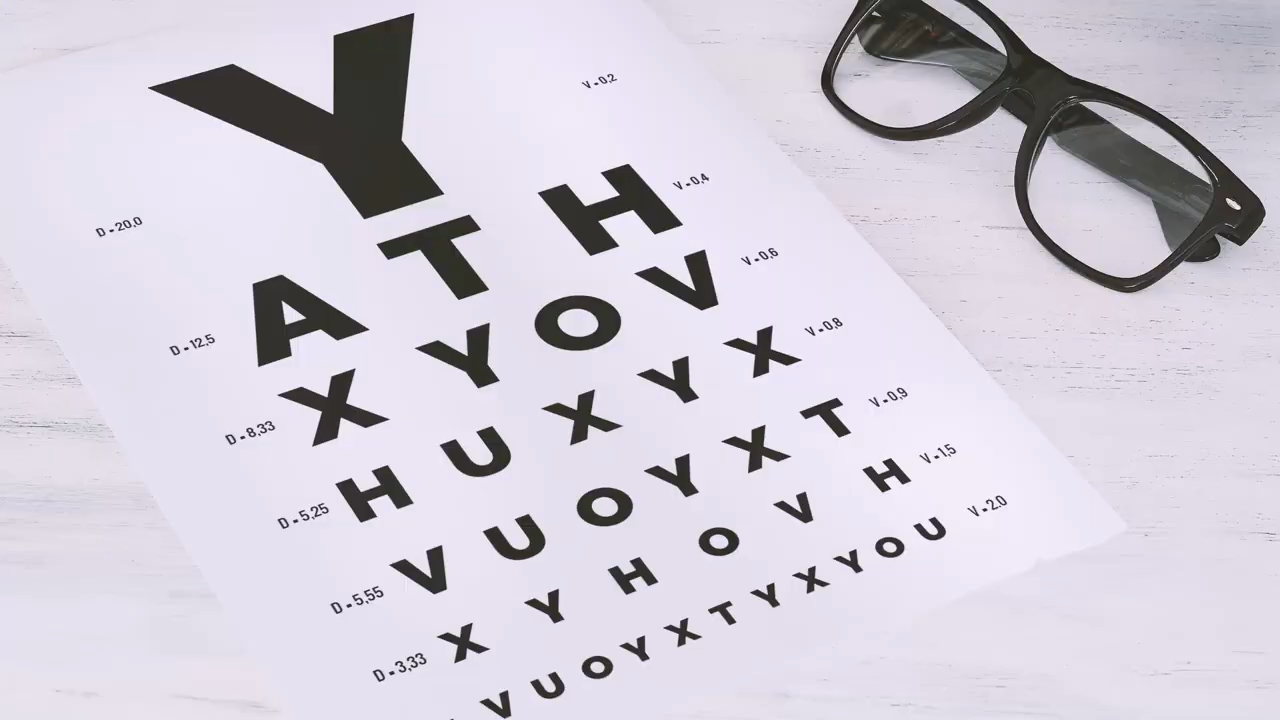 D - 20,0 Y V - 0,2
D - 12,5 A T H V - 0,4
D - 8,33 X Y O V V - 0,6
D - 5,25 H U X Y X V - 0,8
D - 5,55 V U O Y X T V - 0,9
D - 3,33 X Y H O V H V - 1,5
V U O Y X T Y X Y O U V - 2,0